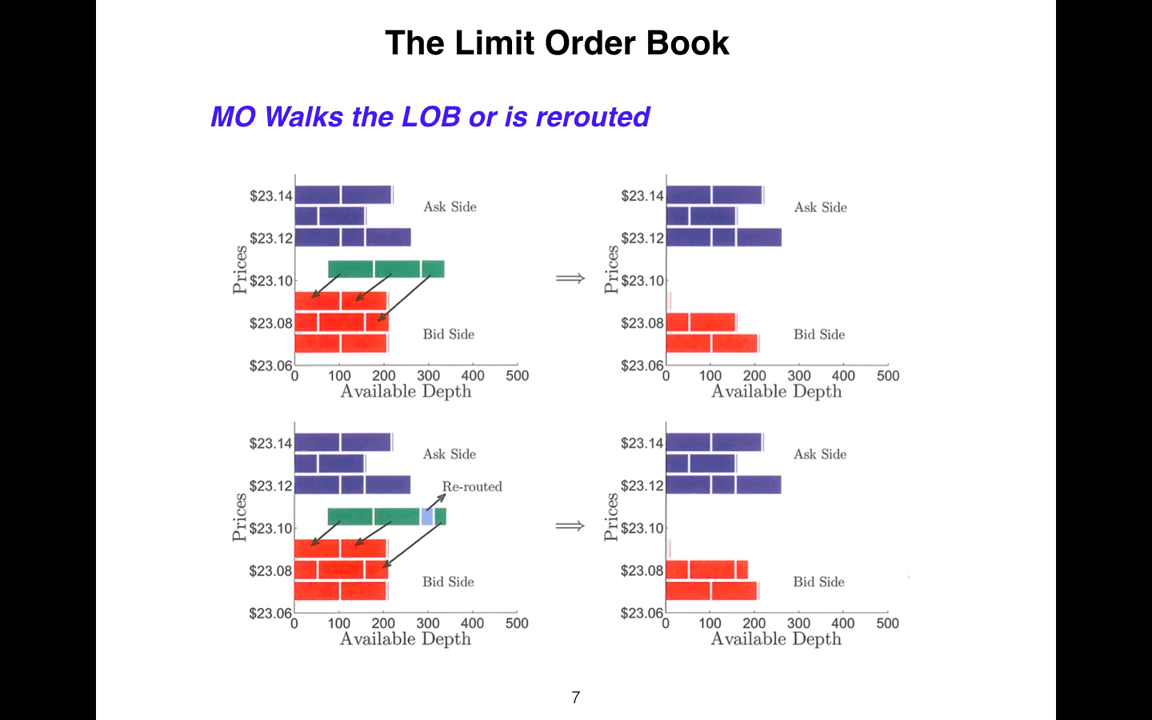 The Limit Order Book
MO Walks the LOB or is rerouted
$23.14
$23.12
$23.10
$23.08
$23.06
Prices
Ask Side
Bid Side
0 100 200 300 400 500
Available Depth
⇒
$23.14
$23.12
$23.10
$23.08
$23.06
Prices
Ask Side
Bid Side
0 100 200 300 400 500
Available Depth
$23.14
$23.12
$23.10
$23.08
$23.06
Prices
Ask Side
Re-routed
Bid Side
0 100 200 300 400 500
Available Depth
⇒
$23.14
$23.12
$23.10
$23.08
$23.06
Prices
Ask Side
Bid Side
0 100 200 300 400 500
Available Depth
7